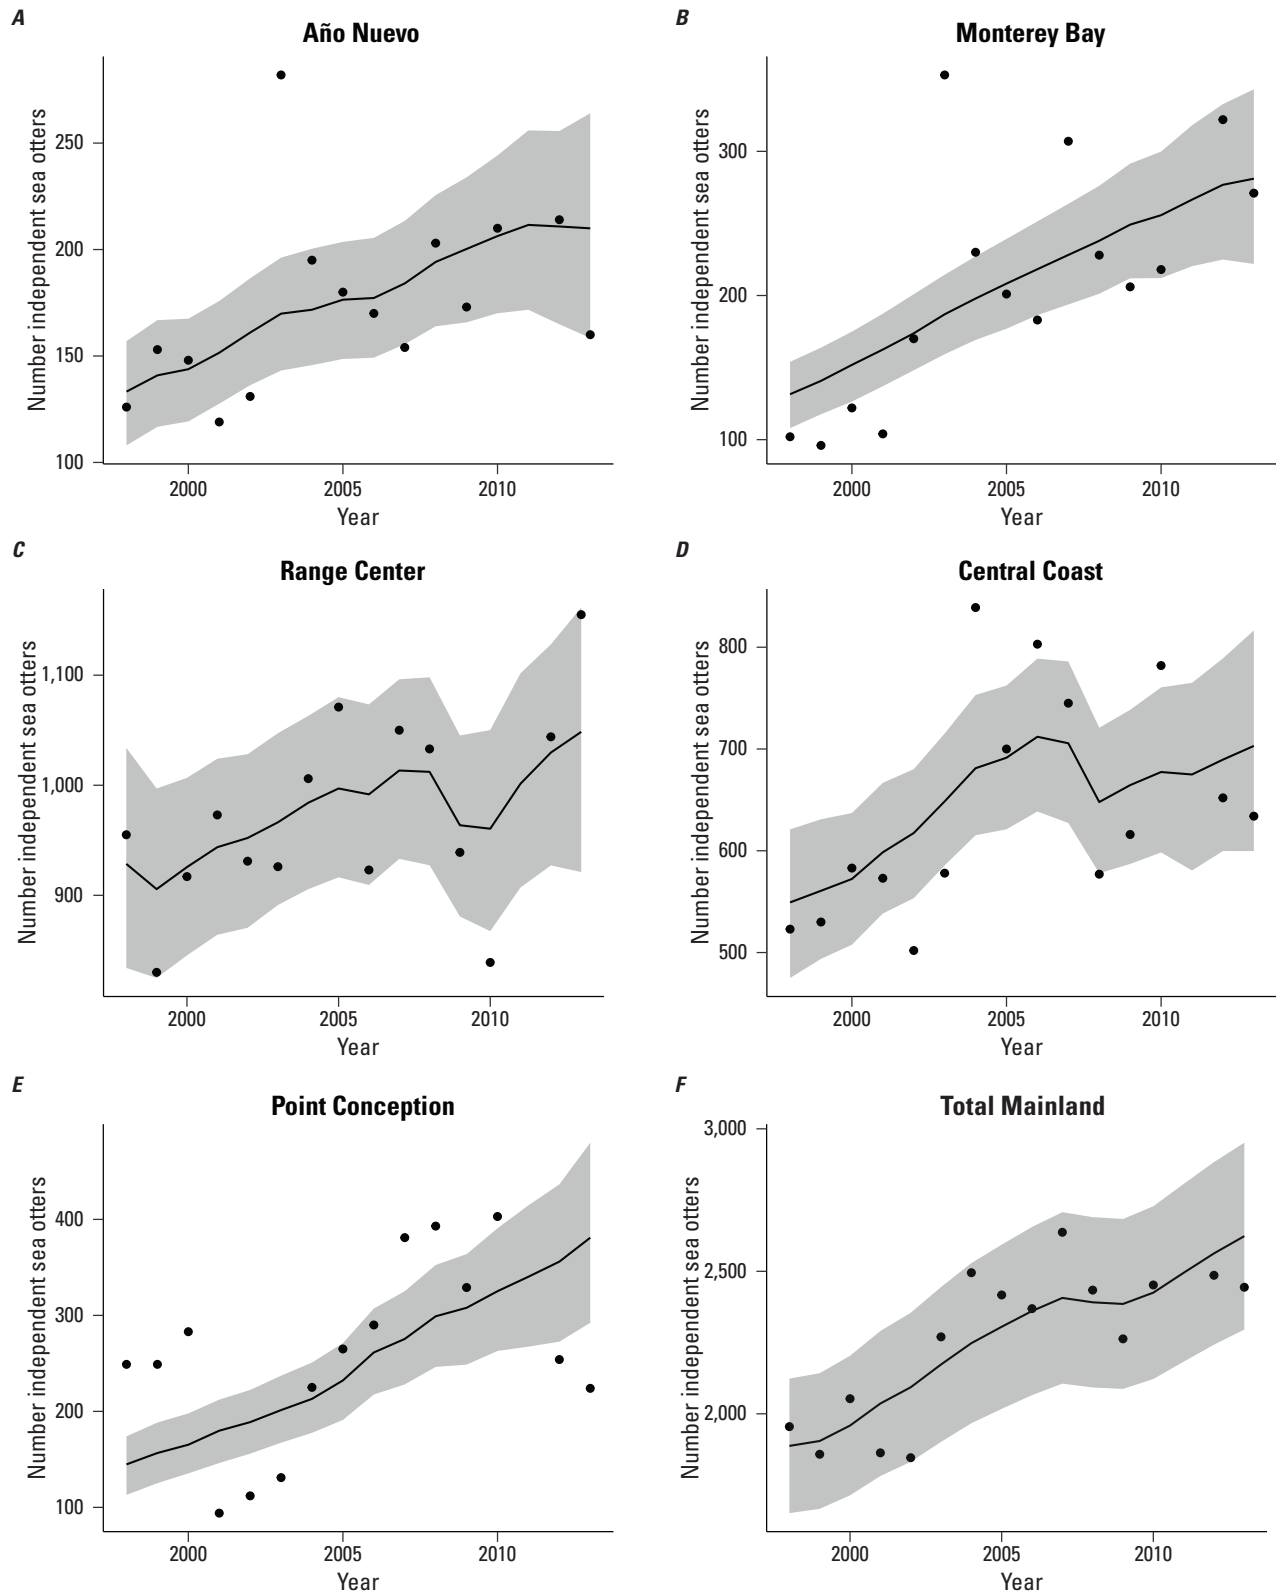 A
Año Nuevo
Number independent sea otters
250
200
150
100
2000
2005
2010
Year
B
Monterey Bay
Number independent sea otters
300
200
100
2000
2005
2010
Year
C
Range Center
Number independent sea otters
1,100
1,000
900
2000
2005
2010
Year
D
Central Coast
Number independent sea otters
800
700
600
500
2000
2005
2010
Year
E
Point Conception
Number independent sea otters
400
300
200
100
2000
2005
2010
Year
F
Total Mainland
Number independent sea otters
3,000
2,500
2,000
2000
2005
2010
Year